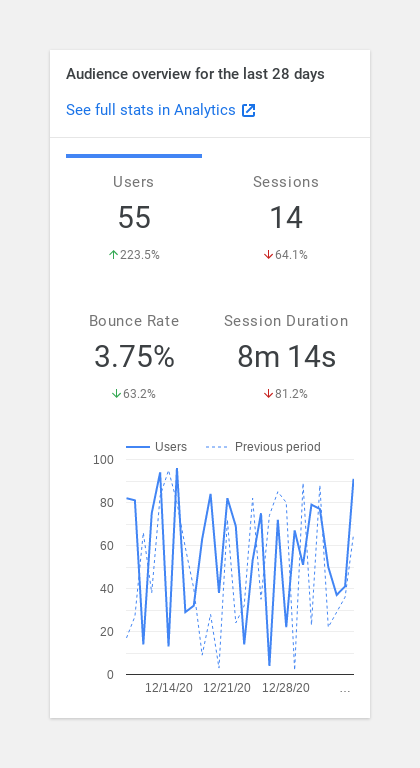 Audience overview for the last 28 days
See full stats in Analytics
Users
Sessions
55
14
223.5%
64.1%
Bounce Rate
Session Duration
3.75%
8m 14s
63.2%
81.2%
Users
Previous period
100
80
60
40
20
0
12/14/20 12/21/20 12/28/20 …